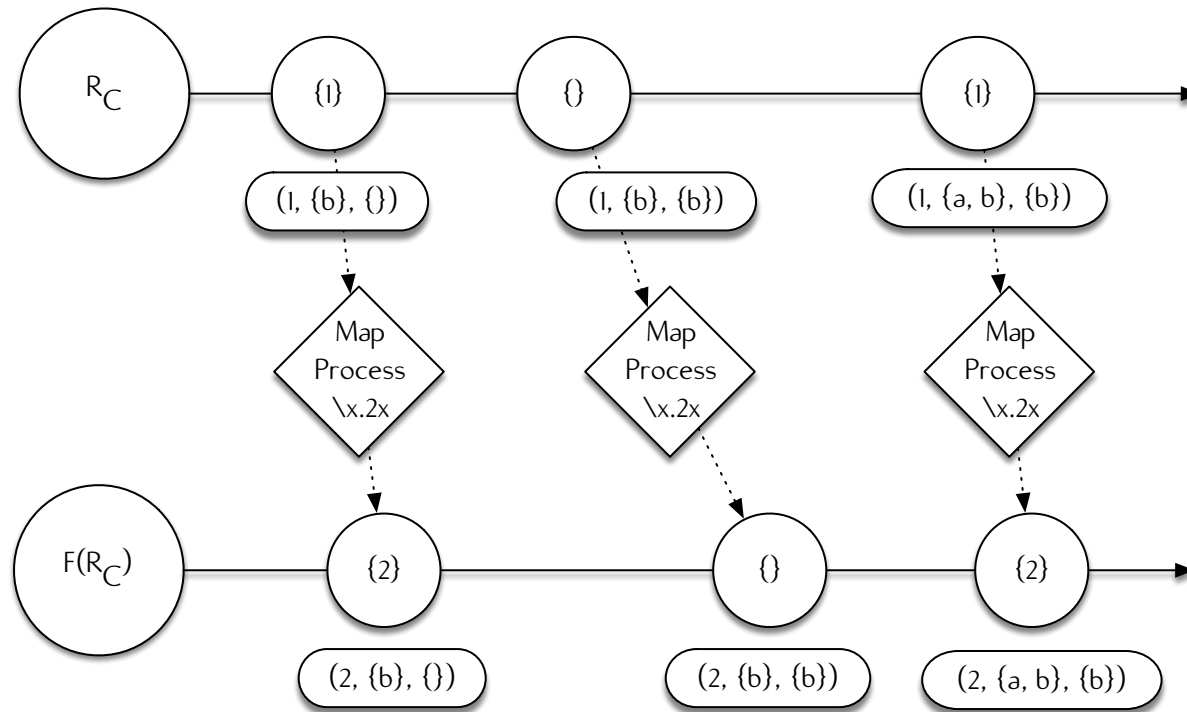 R_C
{1}
{}
{1}
(1, {b}, {})
(1, {b}, {b})
(1, {a, b}, {b})
Map
Process
\x.2x
Map
Process
\x.2x
Map
Process
\x.2x
F(R_C)
{2}
{}
{2}
(2, {b}, {})
(2, {b}, {b})
(2, {a, b}, {b})